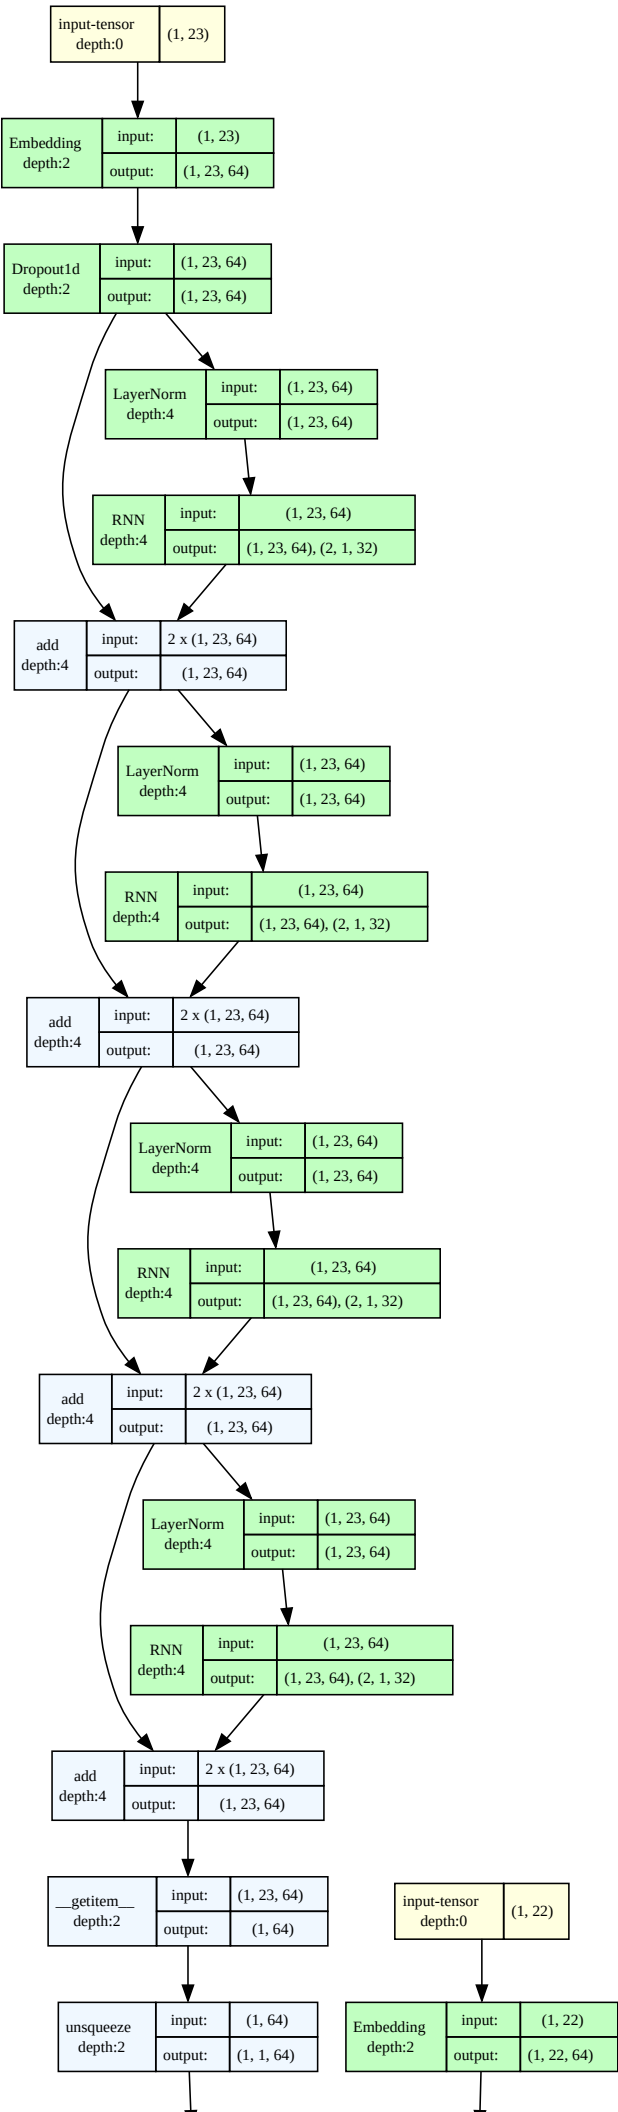 input-tensor
depth:0
(1, 23)
Embedding
depth:2
input:
(1, 23)
output:
(1, 23, 64)
Dropout1d
depth:2
input:
(1, 23, 64)
output:
(1, 23, 64)
LayerNorm
depth:4
input:
(1, 23, 64)
output:
(1, 23, 64)
RNN
depth:4
input:
(1, 23, 64)
output:
(1, 23, 64), (2, 1, 32)
add
depth:4
input:
2 x (1, 23, 64)
output:
(1, 23, 64)
LayerNorm
depth:4
input:
(1, 23, 64)
output:
(1, 23, 64)
RNN
depth:4
input:
(1, 23, 64)
output:
(1, 23, 64), (2, 1, 32)
add
depth:4
input:
2 x (1, 23, 64)
output:
(1, 23, 64)
LayerNorm
depth:4
input:
(1, 23, 64)
output:
(1, 23, 64)
RNN
depth:4
input:
(1, 23, 64)
output:
(1, 23, 64), (2, 1, 32)
add
depth:4
input:
2 x (1, 23, 64)
output:
(1, 23, 64)
LayerNorm
depth:4
input:
(1, 23, 64)
output:
(1, 23, 64)
RNN
depth:4
input:
(1, 23, 64)
output:
(1, 23, 64), (2, 1, 32)
add
depth:4
input:
2 x (1, 23, 64)
output:
(1, 23, 64)
__getitem__
depth:2
input:
(1, 23, 64)
output:
(1, 64)
input-tensor
depth:0
(1, 22)
unsqueeze
depth:2
input:
(1, 64)
output:
(1, 1, 64)
Embedding
depth:2
input:
(1, 22)
output:
(1, 22, 64)